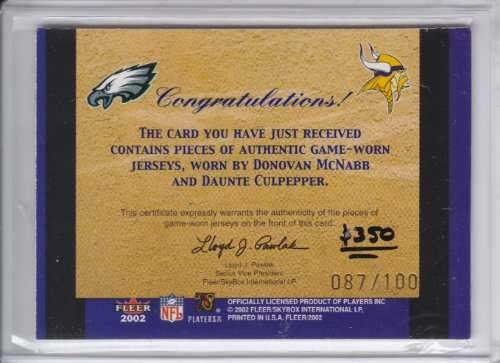 Congratulations!
THE CARD YOU HAVE JUST RECEIVED
CONTAINS PIECES OF AUTHENTIC GAME-WORN
JERSEYS, WORN BY DONOVAN MCNABB
AND DAUNTE CULPEPPER.
This certificate expressly warrants the authenticity of the pieces of
game-worn jerseys on the front of this card.
$350
Lloyd J. Pawlak
Lloyd J. Pawlak
Senior Vice President
Fleer/SkyBox International LP
087/100
FLEER
2002
NFL
PLAYERS INC
OFFICIALLY LICENSED PRODUCT OF PLAYERS INC
© 2002 FLEER/SKYBOX INTERNATIONAL LP.
PRINTED IN U.S.A. FLEER/2002